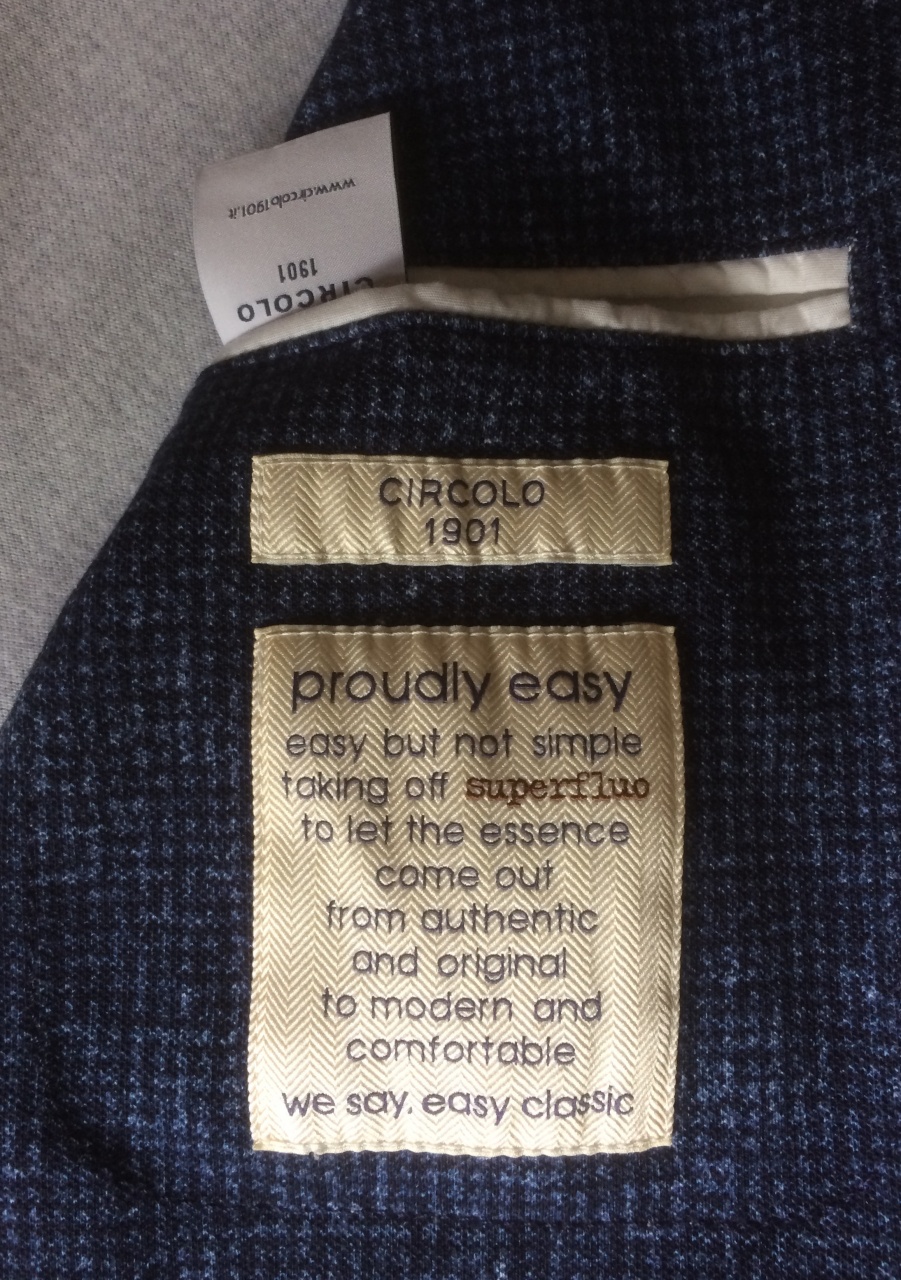 www.circolo1901.it
1901
CIRCOLO
CIRCOLO
1901
proudly easy
easy but not simple
taking off superfluo
to let the essence
come out
from authentic
and original
to modern and
comfortable
we say. easy classic